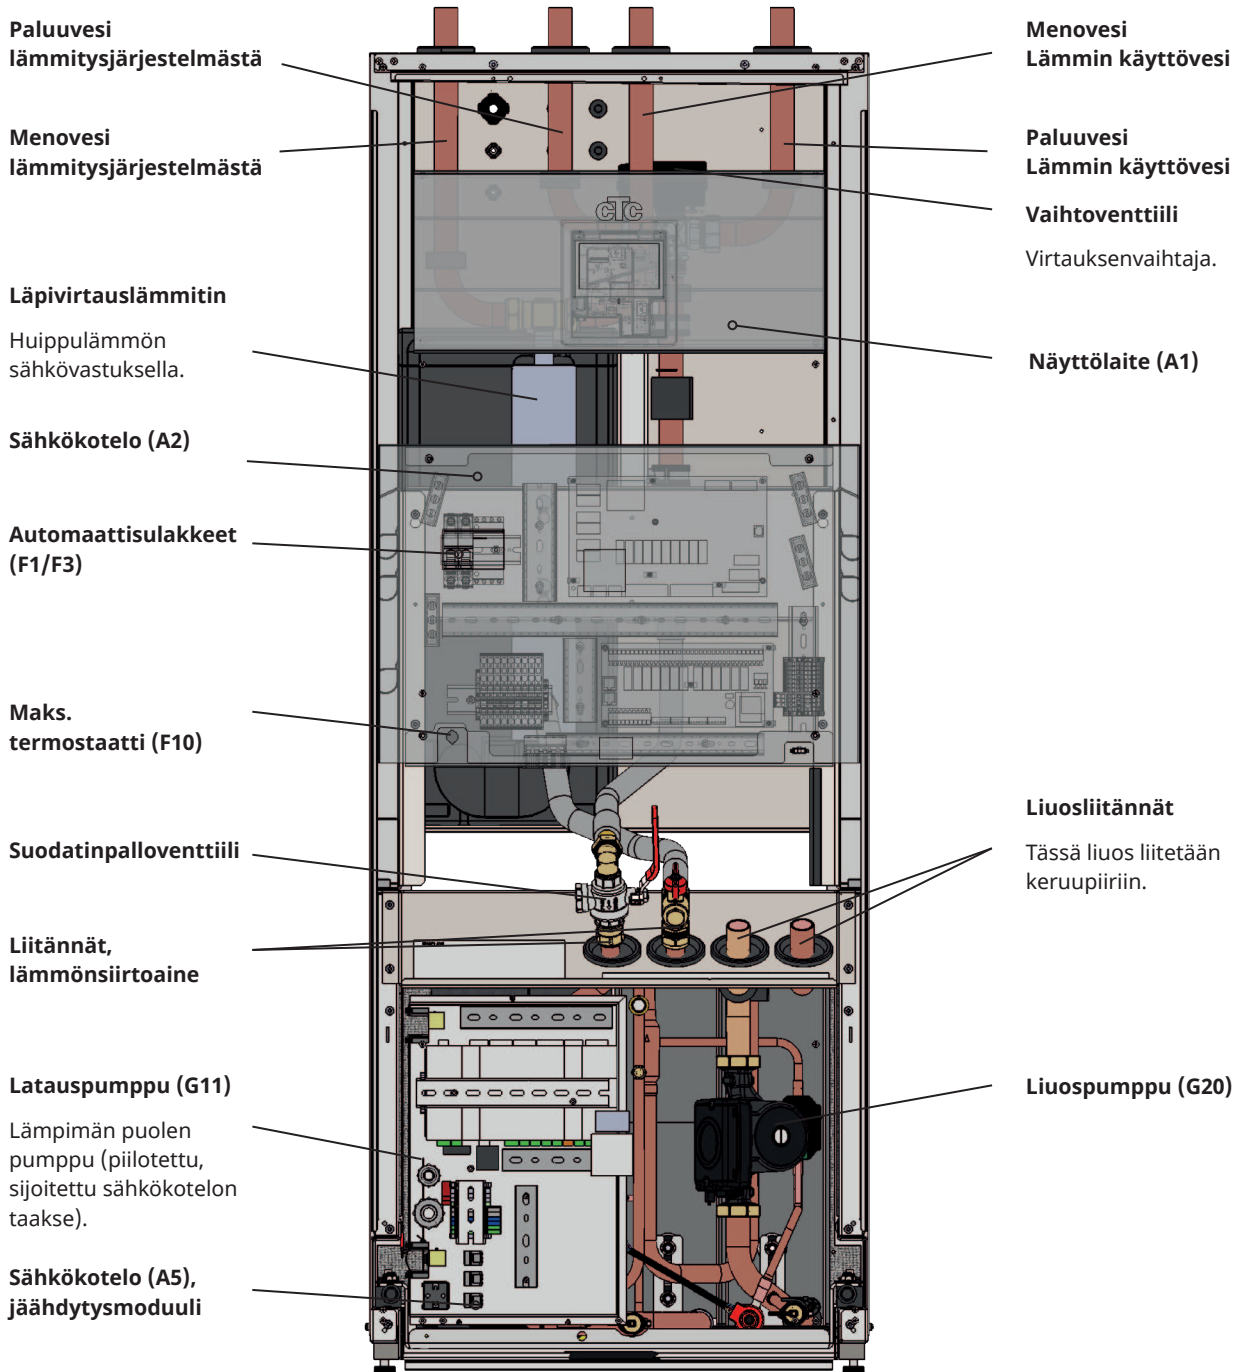 Paluuvesi
lämmitysjärjestelmästä
Menovesi
lämmitysjärjestelmästä
Läpivirtauslämmitin
Huippulämmön
sähkövastuksella.
Sähkökotelo (A2)
Automaattisulakkeet
(F1/F3)
Maks.
termostaatti (F10)
Suodatinpalloventtiili
Liitännät,
lämmönsiirtoaine
Latauspumppu (G11)
Lämpimän puolen
pumppu (piilotettu,
sijoitettu sähkökotelon
taakse).
Sähkökotelo (A5),
jäähdytysmoduuli
CTC
Menovesi
Lämmin käyttövesi
Paluuvesi
Lämmin käyttövesi
Vaihtoventtiili
Virtauksenvaihtaja.
Näyttölaite (A1)
Liuosliitännät
Tässä liuos liitetään
keruupiiriin.
Liuospumppu (G20)